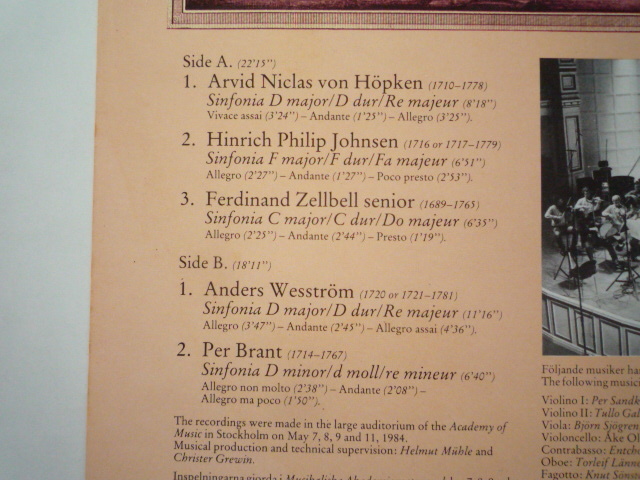 Side A. (22'15")
1. Arvid Niclas von Höpken (1710–1778)
Sinfonia D major/D dur/Re majeur (8'18")
Vivace assai (3'24") – Andante (1'25") – Allegro (3'25").
2. Hinrich Philip Johnsen (1716 or 1717–1779)
Sinfonia F major/F dur/Fa majeur (6'51")
Allegro (2'27") – Andante (1'27") – Poco presto (2'53").
3. Ferdinand Zellbell senior (1689–1765)
Sinfonia C major/C dur/Do majeur (6'35")
Allegro (2'25") – Andante (2'44") – Presto (1'19").
Side B. (18'11")
1. Anders Wesström (1720 or 1721–1781)
Sinfonia D major/D dur/Re majeur (11'16")
Allegro (3'47") – Andante (2'45") – Allegro assai (4'36").
2. Per Brant (1714–1767)
Sinfonia D minor/d moll/re mineur (6'40")
Allegro non molto (2'38") – Andante (2'08") –
Allegro ma poco (1'50").
The recordings were made in the large auditorium of the Academy of
Music in Stockholm on May 7, 8, 9 and 11, 1984.
Musical production and technical supervision: Helmut Mühle and
Christer Grewin.
Följande musiker
The following
Violino I: Per
Violino II: Tullo
Viola: Björn Sjögren
Violoncello: Åke
Contrabasso:
Oboe: Torleif
Fagotto: Knut